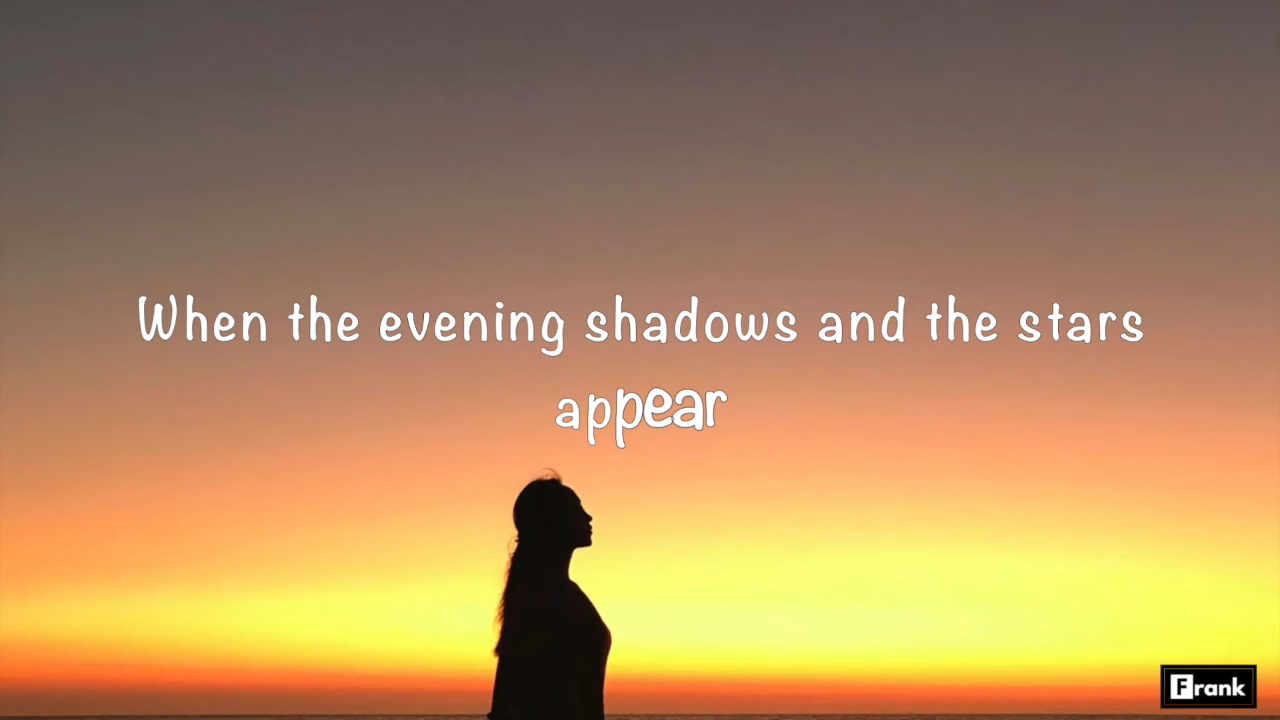 When the evening shadows and the stars
appear
Frank